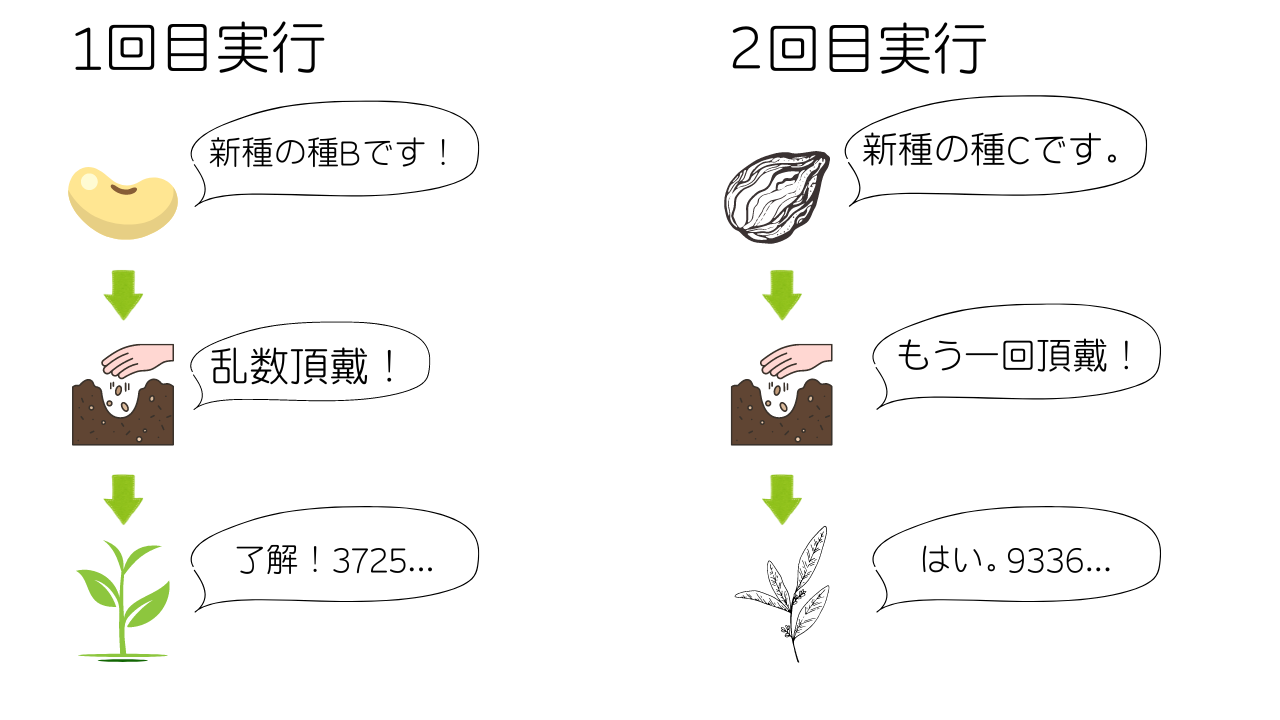 1回目実行
新種の種Bです！
乱数頂戴！
了解！3725...
2回目実行
新種の種Cです。
もう一回頂戴！
はい。9336...